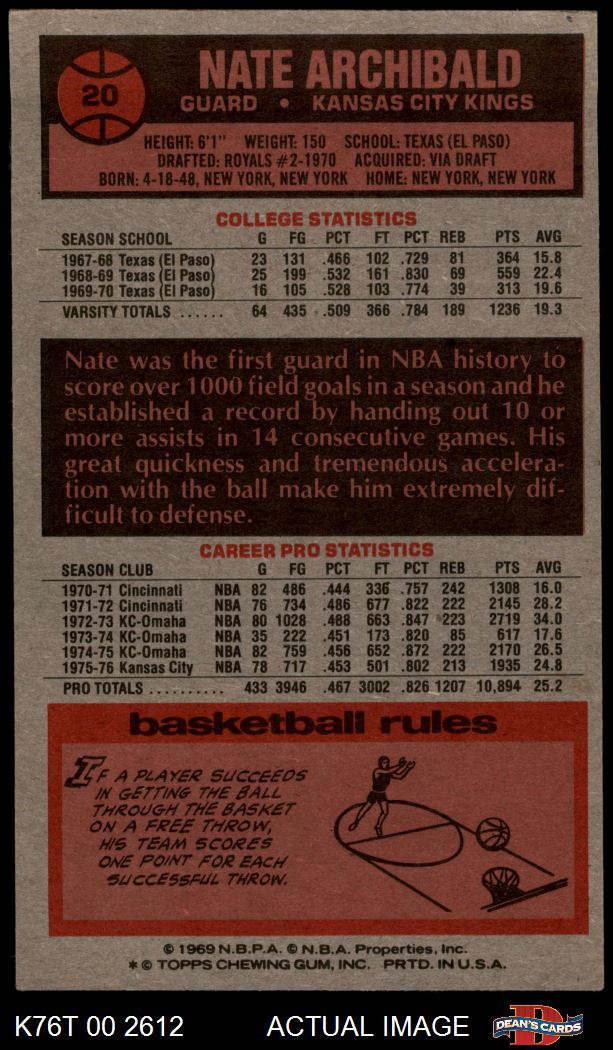 20
NATE ARCHIBALD
GUARD • KANSAS CITY KINGS
HEIGHT: 6'1" WEIGHT: 150 SCHOOL: TEXAS (EL PASO)
DRAFTED: ROYALS #2-1970 ACQUIRED: VIA DRAFT
BORN: 4-18-48, NEW YORK, NEW YORK HOME: NEW YORK, NEW YORK
COLLEGE STATISTICS
SEASON SCHOOL G FG PCT FT PCT REB PTS AVG
1967-68 Texas (El Paso) 23 131 .466 102 .729 81 364 15.8
1968-69 Texas (El Paso) 25 199 .532 161 .830 69 559 22.4
1969-70 Texas (El Paso) 16 105 .528 103 .774 39 313 19.6
VARSITY TOTALS ...... 64 435 .509 366 .784 189 1236 19.3
Nate was the first guard in NBA history to
score over 1000 field goals in a season and he
established a record by handing out 10 or
more assists in 14 consecutive games. His
great quickness and tremendous accelera-
tion with the ball make him extremely dif-
ficult to defense.
CAREER PRO STATISTICS
SEASON CLUB G FG PCT FT PCT REB PTS AVG
1970-71 Cincinnati NBA 82 486 .444 336 .757 242 1308 16.0
1971-72 Cincinnati NBA 76 734 .486 677 .822 222 2145 28.2
1972-73 KC-Omaha NBA 80 1028 .488 663 .847 223 2719 34.0
1973-74 KC-Omaha NBA 35 222 .451 173 .820 85 617 17.6
1974-75 KC-Omaha NBA 82 759 .456 652 .872 222 2170 26.5
1975-76 Kansas City NBA 78 717 .453 501 .802 213 1935 24.8
PRO TOTALS .......... 433 3946 .467 3002 .826 1207 10,894 25.2
basketball rules
IF A PLAYER SUCCEEDS
IN GETTING THE BALL
THROUGH THE BASKET
ON A FREE THROW,
HIS TEAM SCORES
ONE POINT FOR EACH
SUCCESSFUL THROW.
© 1969 N.B.P.A. © N.B.A. Properties, Inc.
* © TOPPS CHEWING GUM, INC. PRTD. IN U.S.A.
K76T 00 2612 ACTUAL IMAGE
D
DEAN'S CARDS